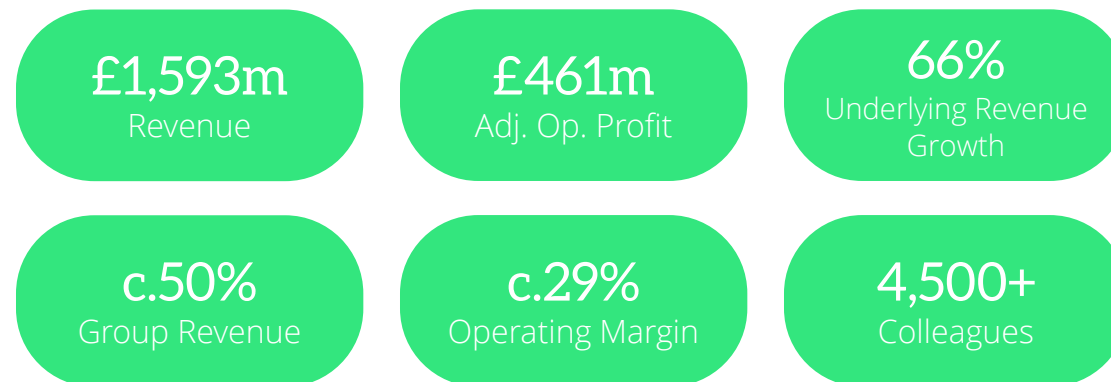 £1,593m
Revenue
£461m
Adj. Op. Profit
66%
Underlying Revenue
Growth
c.50%
Group Revenue
c.29%
Operating Margin
4,500+
Colleagues